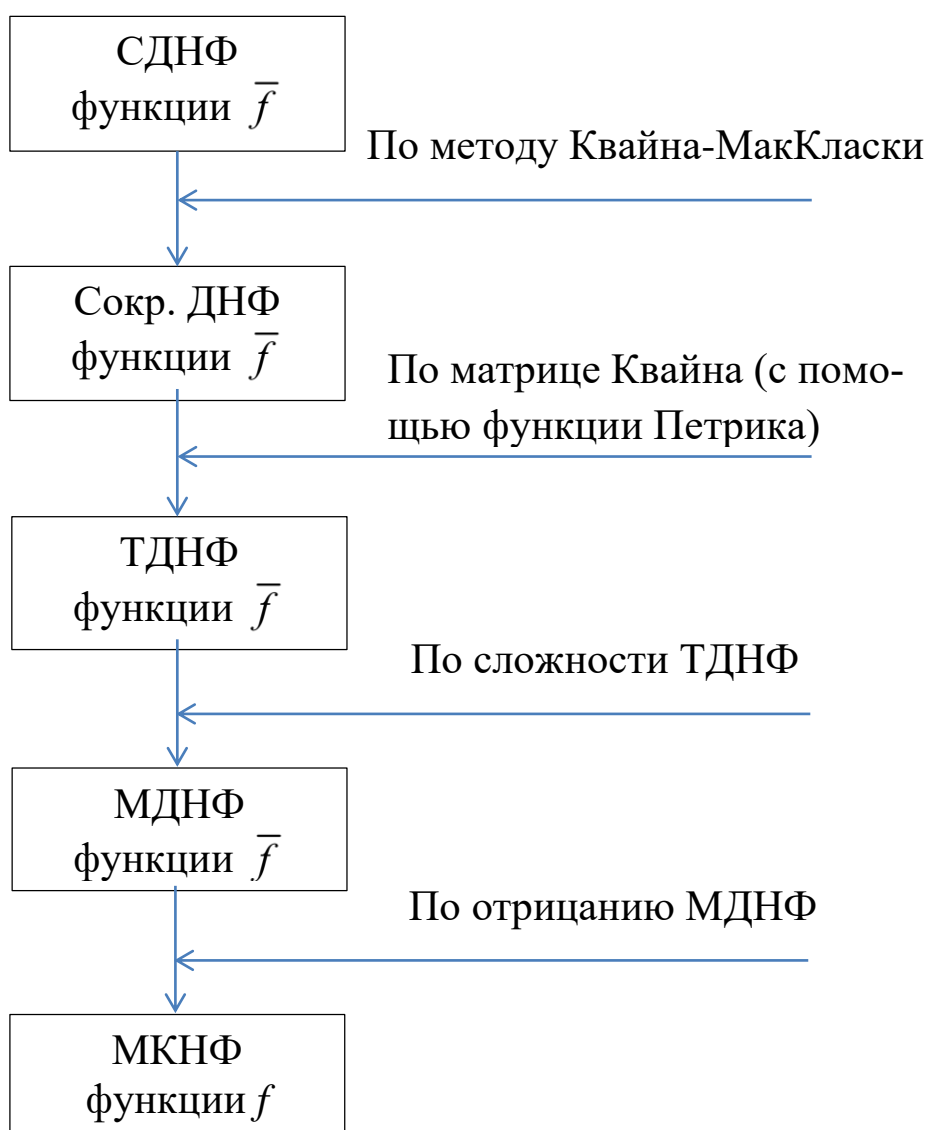 СДНФ
функции f̅
По методу Квайна-МакКласки
Сокр. ДНФ
функции f̅
По матрице Квайна (с помо-
щью функции Петрика)
ТДНФ
функции f̅
По сложности ТДНФ
МДНФ
функции f̅
По отрицанию МДНФ
МКНФ
функции f